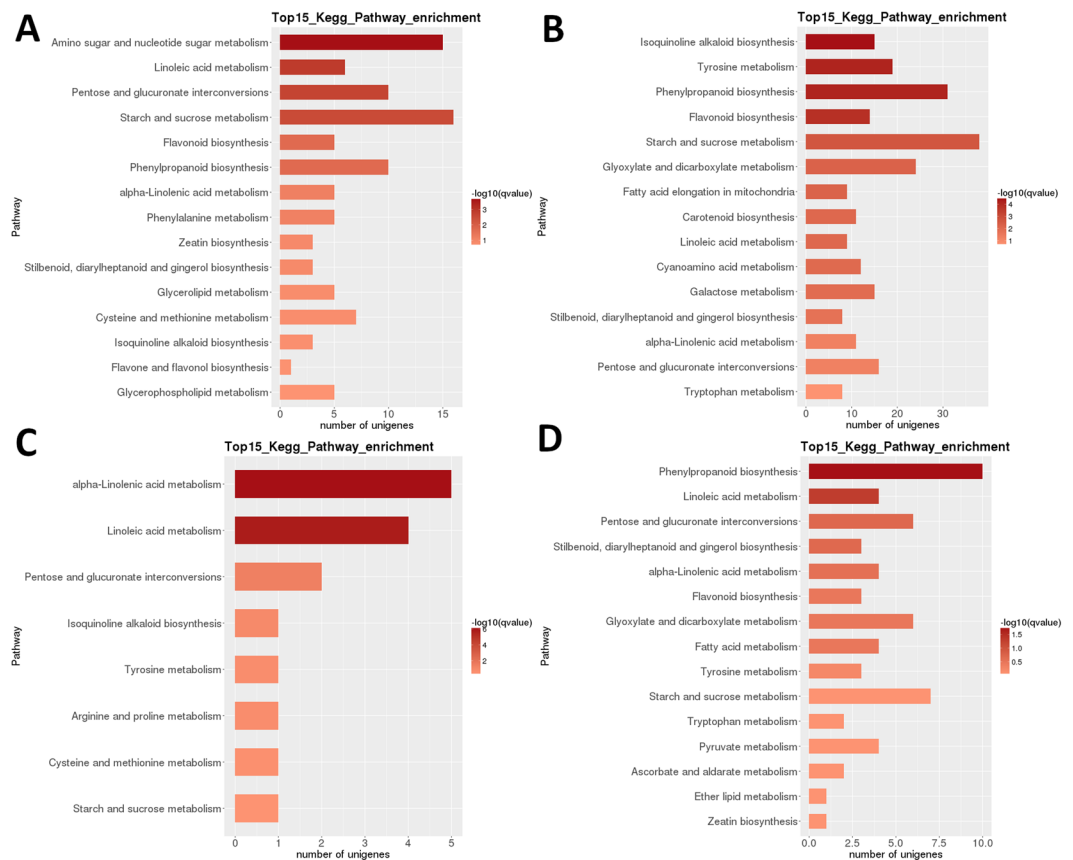 A
Top15_Kegg_Pathway_enrichment
Amino sugar and nucleotide sugar metabolism
Linoleic acid metabolism
Pentose and glucuronate interconversions
Starch and sucrose metabolism
Flavonoid biosynthesis
Phenylpropanoid biosynthesis
alpha-Linolenic acid metabolism
Phenylalanine metabolism
Zeatin biosynthesis
Stilbenoid, diarylheptanoid and gingerol biosynthesis
Glycerolipid metabolism
Cysteine and methionine metabolism
Isoquinoline alkaloid biosynthesis
Flavone and flavonol biosynthesis
Glycerophospholipid metabolism
Pathway
0 5 10 15
number of unigenes
-log10(qvalue)
3
2
1
B
Top15_Kegg_Pathway_enrichment
Isoquinoline alkaloid biosynthesis
Tyrosine metabolism
Phenylpropanoid biosynthesis
Flavonoid biosynthesis
Starch and sucrose metabolism
Glyoxylate and dicarboxylate metabolism
Fatty acid elongation in mitochondria
Carotenoid biosynthesis
Linoleic acid metabolism
Cyanoamino acid metabolism
Galactose metabolism
Stilbenoid, diarylheptanoid and gingerol biosynthesis
alpha-Linolenic acid metabolism
Pentose and glucuronate interconversions
Tryptophan metabolism
Pathway
0 10 20 30
number of unigenes
-log10(qvalue)
4
3
2
1
C
Top15_Kegg_Pathway_enrichment
alpha-Linolenic acid metabolism
Linoleic acid metabolism
Pentose and glucuronate interconversions
Isoquinoline alkaloid biosynthesis
Tyrosine metabolism
Arginine and proline metabolism
Cysteine and methionine metabolism
Starch and sucrose metabolism
Pathway
0 1 2 3 4 5
number of unigenes
-log10(qvalue)
6
4
2
D
Top15_Kegg_Pathway_enrichment
Phenylpropanoid biosynthesis
Linoleic acid metabolism
Pentose and glucuronate interconversions
Stilbenoid, diarylheptanoid and gingerol biosynthesis
alpha-Linolenic acid metabolism
Flavonoid biosynthesis
Glyoxylate and dicarboxylate metabolism
Fatty acid metabolism
Tyrosine metabolism
Starch and sucrose metabolism
Tryptophan metabolism
Pyruvate metabolism
Ascorbate and aldarate metabolism
Ether lipid metabolism
Zeatin biosynthesis
Pathway
0.0 2.5 5.0 7.5 10.0
number of unigenes
-log10(qvalue)
1.5
1.0
0.5